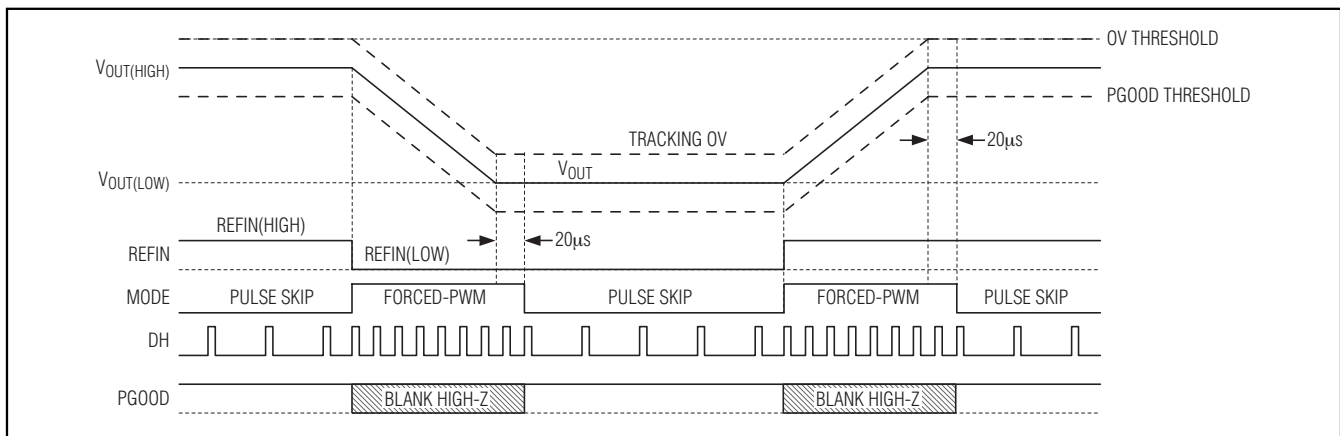 OV THRESHOLD
VOUT(HIGH)
PGOOD THRESHOLD
TRACKING OV
20μs
VOUT
VOUT(LOW)
REFIN(HIGH)
20μs
REFIN
REFIN(LOW)
MODE
PULSE SKIP
FORCED-PWM
PULSE SKIP
FORCED-PWM
PULSE SKIP
DH
PGOOD
BLANK HIGH-Z
BLANK HIGH-Z